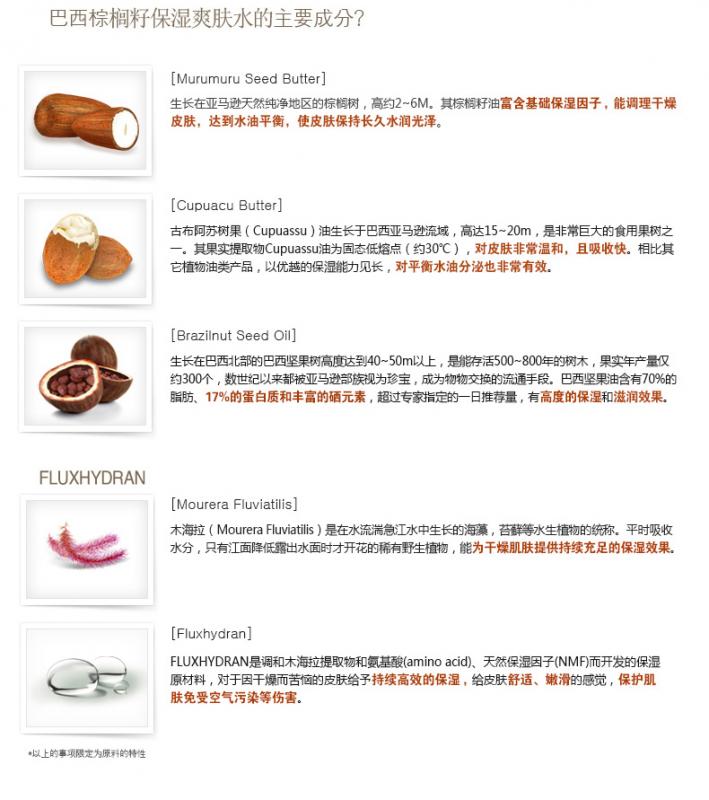 巴西棕榈籽保湿爽肤水的主要成分?
[Murumuru Seed Butter]
生长在亚马逊天然纯净地区的棕榈树，高约2~6M。其棕榈籽油富含基础保湿因子，能调理干燥
皮肤，达到水油平衡，使皮肤保持长久水润光泽。
[Cupuacu Butter]
古布阿苏树果（Cupuassu）油生长于巴西亚马逊流域，高达15~20m，是非常巨大的食用果树之
一。其果实提取物Cupuassu油为固态低熔点（约30℃），对皮肤非常温和，且吸收快。相比其
它植物油类产品，以优越的保湿能力见长，对平衡水油分泌也非常有效。
[Brazilnut Seed Oil]
生长在巴西北部的巴西坚果树高度达到40~50m以上，是能存活500~800年的树木，果实年产量仅
约300个，数世纪以来都被亚马逊部族视为珍宝，成为物物交换的流通手段。巴西坚果油含有70%的
脂肪、17%的蛋白质和丰富的硒元素，超过专家指定的一日推荐量，有高度的保湿和滋润效果。
FLUXHYDRAN
[Mourera Fluviatilis]
木海拉（Mourera Fluviatilis）是在水流湍急江水中生长的海藻，苔藓等水生植物的统称。平时吸收
水分，只有江面降低露出水面时才开花的稀有野生植物，能为干燥肌肤提供持续充足的保湿效果。
[Fluxhydran]
FLUXHYDRAN是调和木海拉提取物和氨基酸(amino acid)、天然保湿因子(NMF)而开发的保湿
原材料，对于因干燥而苦恼的皮肤给予持续高效的保湿，给皮肤舒适、嫩滑的感觉，保护肌
肤免受空气污染等伤害。
*以上的事项限定为原料的特性